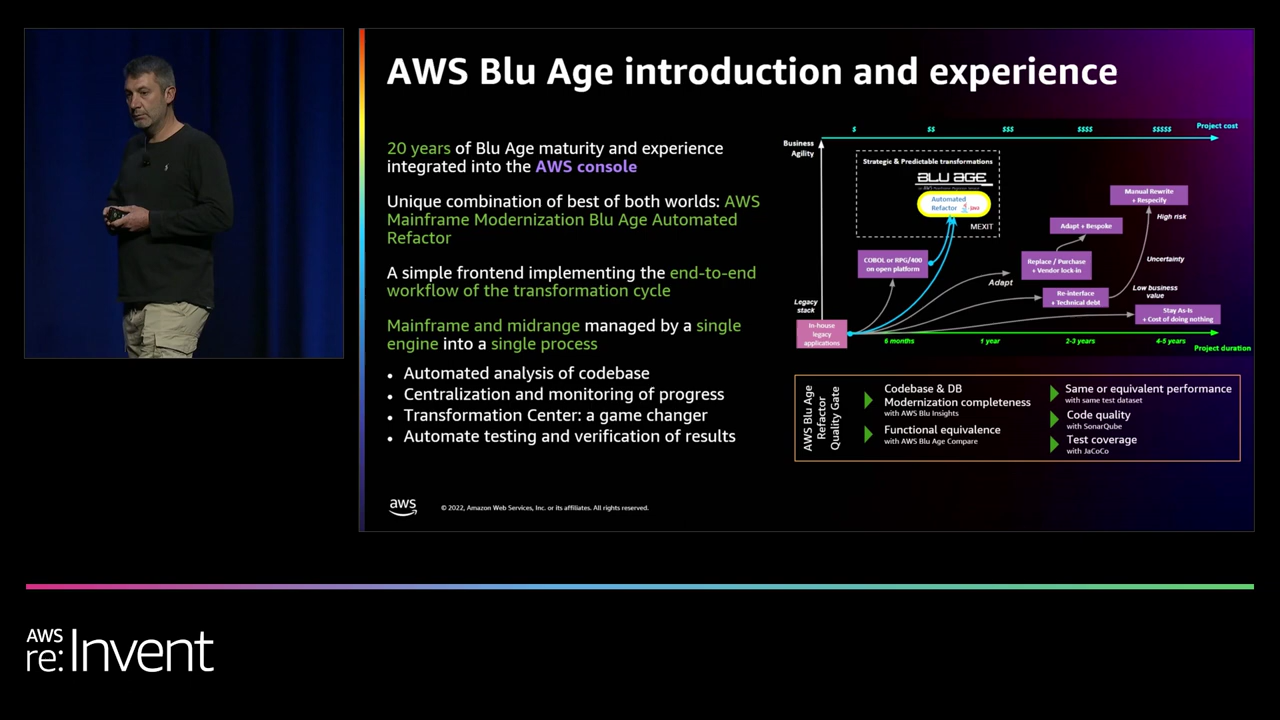 AWS Blu Age introduction and experience
20 years of Blu Age maturity and experience
integrated into the AWS console
Unique combination of best of both worlds: AWS
Mainframe Modernization Blu Age Automated
Refactor
A simple frontend implementing the end-to-end
workflow of the transformation cycle
Mainframe and midrange managed by a single
engine into a single process
• Automated analysis of codebase
• Centralization and monitoring of progress
• Transformation Center: a game changer
• Automate testing and verification of results
$ $$ $$$ $$$$ $$$$$ Project cost
Business
Agility
Strategic & Predictable transformations
BLU AGE
Automated
Refactor Java
MEXIT
Manual Rewrite
+ Respecify
High risk
Adapt + Bespoke
COBOL or RPG/400
on open platform
Replace / Purchase
+ Vendor lock-in
Uncertainty
Adapt
Re-interface
+ Technical debt
Low business
value
Legacy
stack
Stay As-Is
+ Cost of doing nothing
In-house
legacy
applications
6 months 1 year 2-3 years 4-5 years
Project duration
AWS Blu Age
Refactor
Quality Gate
Codebase & DB
Modernization completeness
with AWS Blu Insights
Functional equivalence
with AWS Blu Age Compare
Same or equivalent performance
with same test dataset
Code quality
with SonarQube
Test coverage
with JaCoCo
aws
© 2022, Amazon Web Services, Inc. or its affiliates. All rights reserved.
AWS
re:Invent